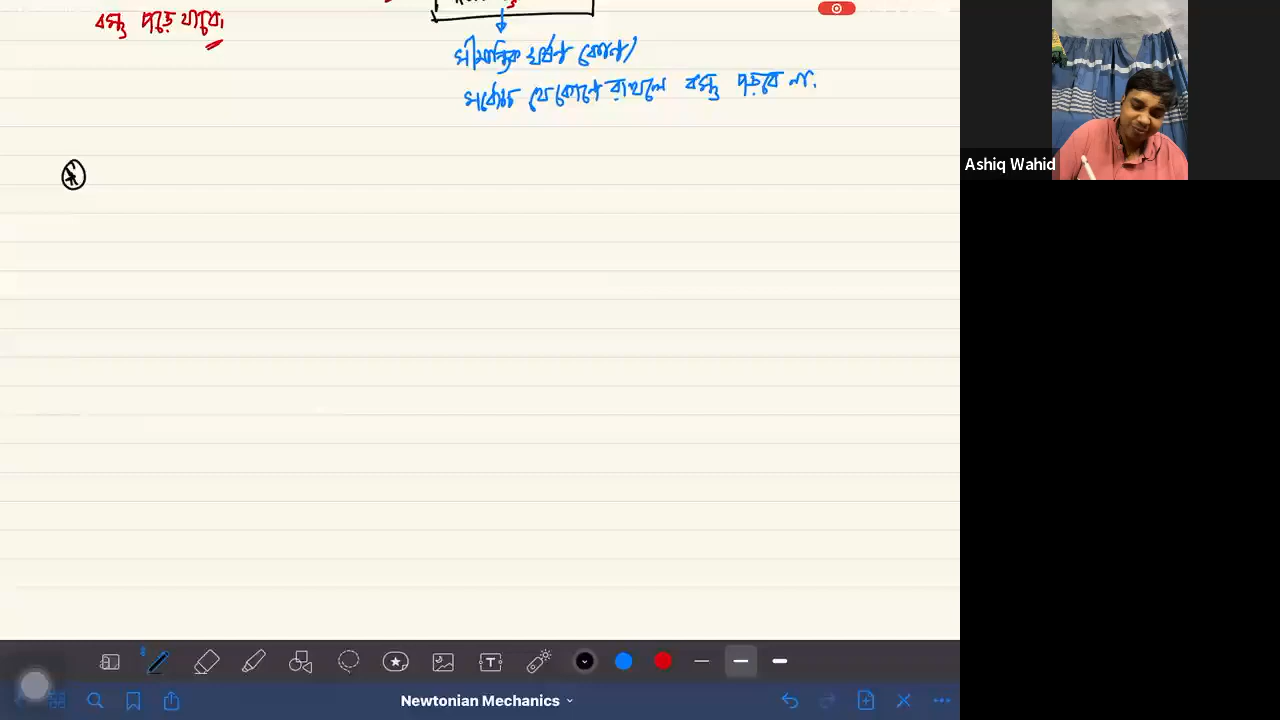 বস্তু পড়ে যাবে।
সীমান্তিক ঘর্ষণ কোণ/
সর্বোচ্চ যে কোণে রাখলে বস্তু পড়বে না.
Ashiq Wahid
Newtonian Mechanics